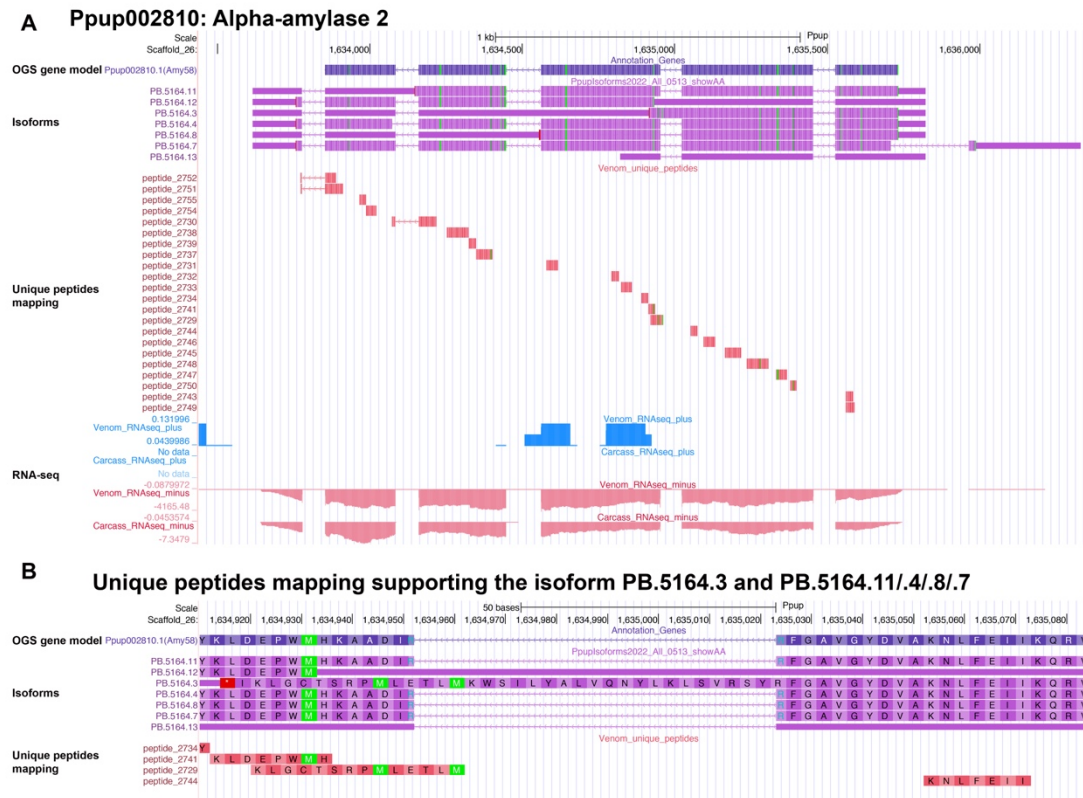 A
Ppup002810: Alpha-amylase 2
Scale 1 kb Ppup
Scaffold_26: 1,634,000 1,634,500 1,635,000 1,635,500 1,636,000
Annotation_Genes
OGS gene model Ppup002810.1(Amy58)
PpupIsoforms2022_All_0513_showAA
PB.5164.11
PB.5164.12
Isoforms
PB.5164.3
PB.5164.4
PB.5164.8
PB.5164.7
PB.5164.13
Venom_unique_peptides
peptide_2752
peptide_2751
peptide_2755
peptide_2754
peptide_2730
peptide_2738
peptide_2739
peptide_2737
peptide_2731
peptide_2732
Unique peptides mapping
peptide_2733
peptide_2734
peptide_2741
peptide_2729
peptide_2744
peptide_2746
peptide_2745
peptide_2748
peptide_2747
peptide_2750
peptide_2743
peptide_2749
0.131996
Venom_RNAseq_plus Venom_RNAseq_plus
0.0439986
No data
Carcass_RNAseq_plus Carcass_RNAseq_plus
RNA-seq
No data
-0.0879972
Venom_RNAseq_minus Venom_RNAseq_minus
-4165.48
-0.0453574
Carcass_RNAseq_minus Carcass_RNAseq_minus
-7.3479
B
Unique peptides mapping supporting the isoform PB.5164.3 and PB.5164.11/.4/.8/.7
Scale 50 bases Ppup
Scaffold_26: 1,634,920 1,634,930 1,634,940 1,634,950 1,634,960 1,634,970 1,634,980 1,634,990 1,635,000 1,635,010 1,635,020 1,635,030 1,635,040 1,635,050 1,635,060 1,635,070 1,635,080
Annotation_Genes
OGS gene model Ppup002810.1(Amy58) Y K L D E P W M H K A A D I R R F G A V G Y D V A K N L F E I I K Q R
PpupIsoforms2022_All_0513_showAA
PB.5164.11 Y K L D E P W M H K A A D I R R F G A V G Y D V A K N L F E I I K Q R V
PB.5164.12 Y K L D E P W M
Isoforms
PB.5164.3 * I K L G C T S R P M L E T L M K W S I L Y A L V Q N Y L K L S V R S Y R F G A V G Y D V A K N L F E I I K Q R V
PB.5164.4 Y K L D E P W M H K A A D I R R F G A V G Y D V A K N L F E I I K Q R V
PB.5164.8 Y K L D E P W M H K A A D I R R F G A V G Y D V A K N L F E I I K Q R V
PB.5164.7 Y K L D E P W M H K A A D I R R F G A V G Y D V A K N L F E I I K Q R V
PB.5164.13
Venom_unique_peptides
Unique peptides mapping
peptide_2734 Y
peptide_2741 K L D E P W M H
peptide_2729 K L G C T S R P M L E T L M
peptide_2744 K N L F E I I